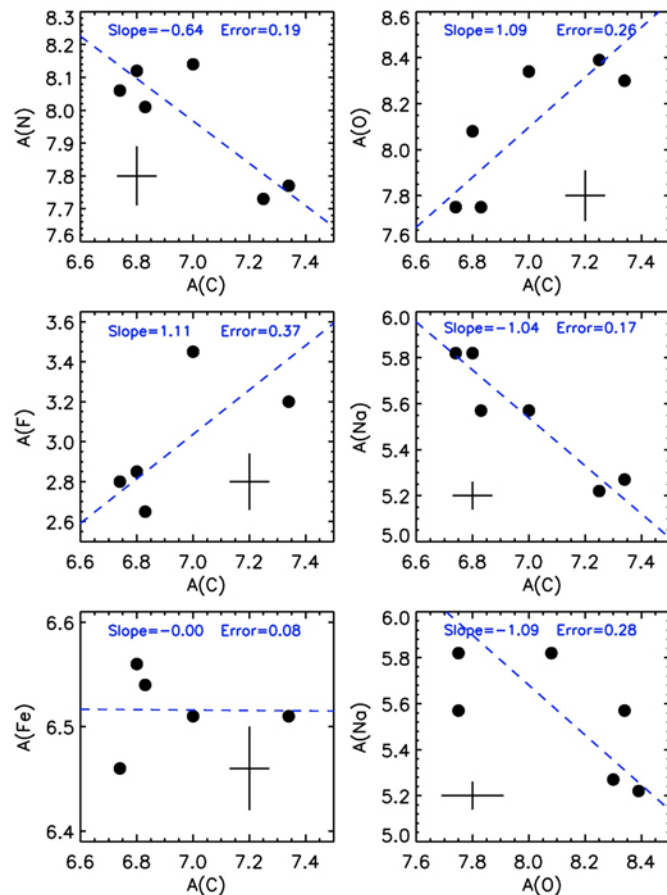 Slope=−0.64 Error=0.19
8.3
8.2
8.1
8.0
7.9
7.8
7.7
7.6
A(N)
6.6 6.8 7.0 7.2 7.4
A(C)
Slope=1.09 Error=0.26
8.6
8.4
8.2
8.0
7.8
7.6
A(O)
6.6 6.8 7.0 7.2 7.4
A(C)
Slope=1.11 Error=0.37
3.6
3.4
3.2
3.0
2.8
2.6
A(F)
6.6 6.8 7.0 7.2 7.4
A(C)
Slope=−1.04 Error=0.17
6.0
5.8
5.6
5.4
5.2
5.0
A(Na)
6.6 6.8 7.0 7.2 7.4
A(C)
Slope=−0.00 Error=0.08
6.6
6.5
6.4
A(Fe)
6.6 6.8 7.0 7.2 7.4
A(C)
Slope=−1.09 Error=0.28
6.0
5.8
5.6
5.4
5.2
5.0
A(Na)
7.6 7.8 8.0 8.2 8.4
A(O)